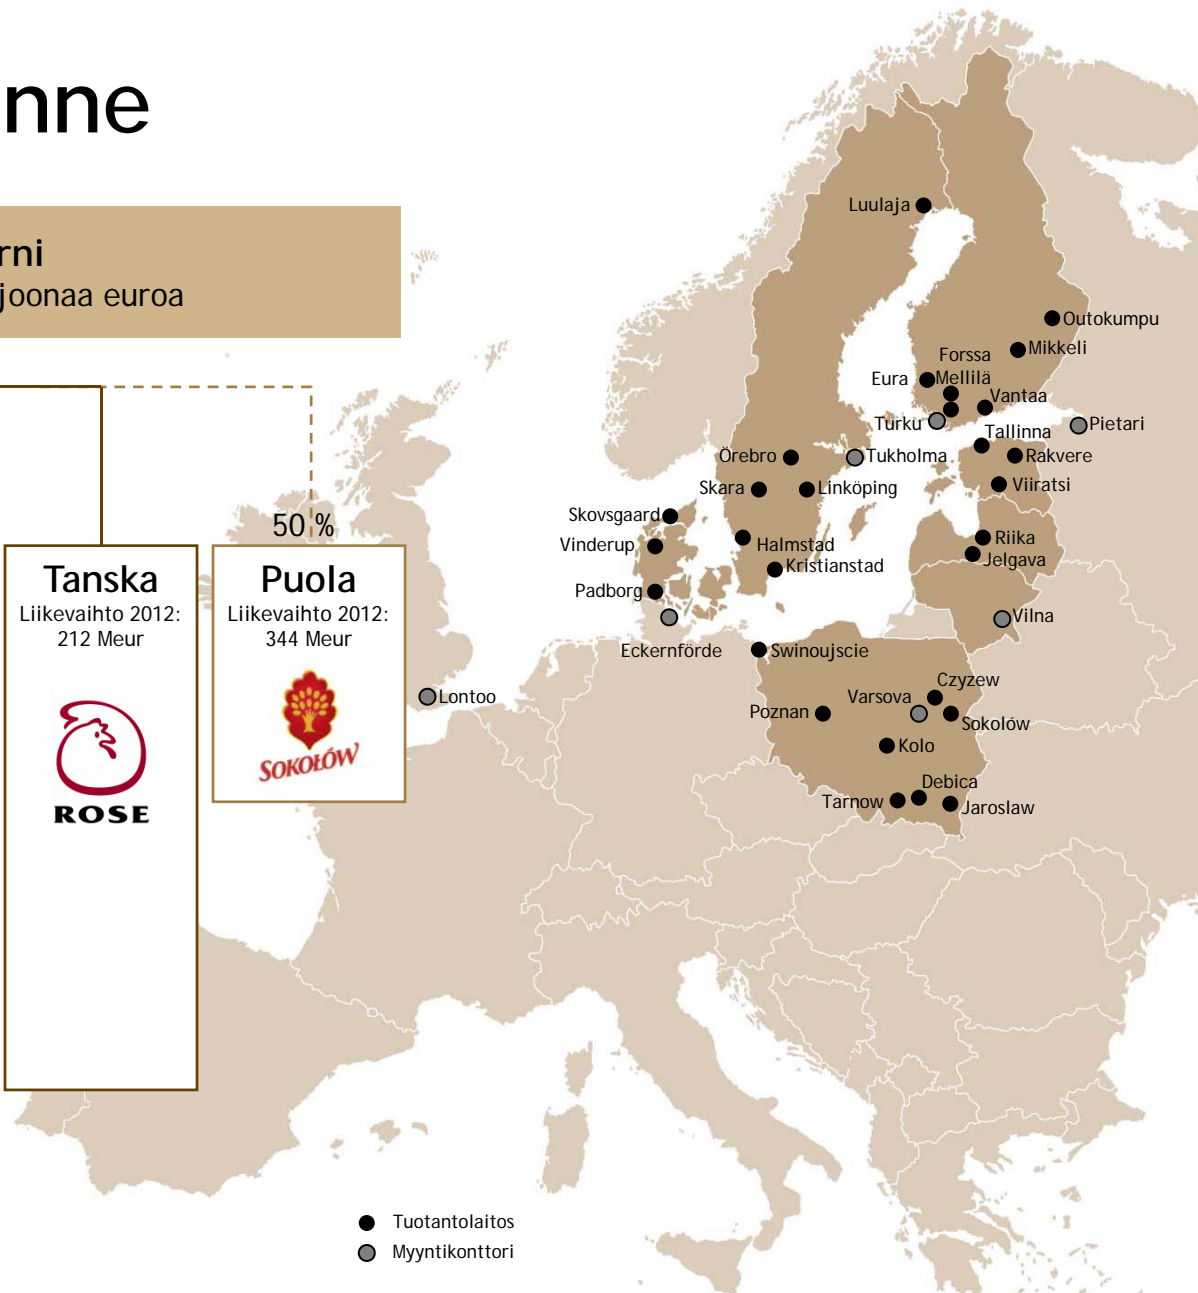 nne
rni
joonaa euroa
50 %
Tanska
Liikevaihto 2012:
212 Meur
ROSE
Puola
Liikevaihto 2012:
344 Meur
SOKOŁÓW
Luulaja
Outokumpu
Mikkeli
Forssa
Eura
Mellilä
Vantaa
Turku
Pietari
Tallinna
Örebro
Tukholma
Rakvere
Skara
Linköping
Viiratsi
Skovsgaard
Vinderup
Halmstad
Riika
Jelgava
Kristianstad
Padborg
Vilna
Eckernförde
Swinoujscie
Lontoo
Czyzew
Varsova
Poznan
Sokolów
Kolo
Debica
Tarnow
Jaroslaw
Tuotantolaitos
Myyntikonttori